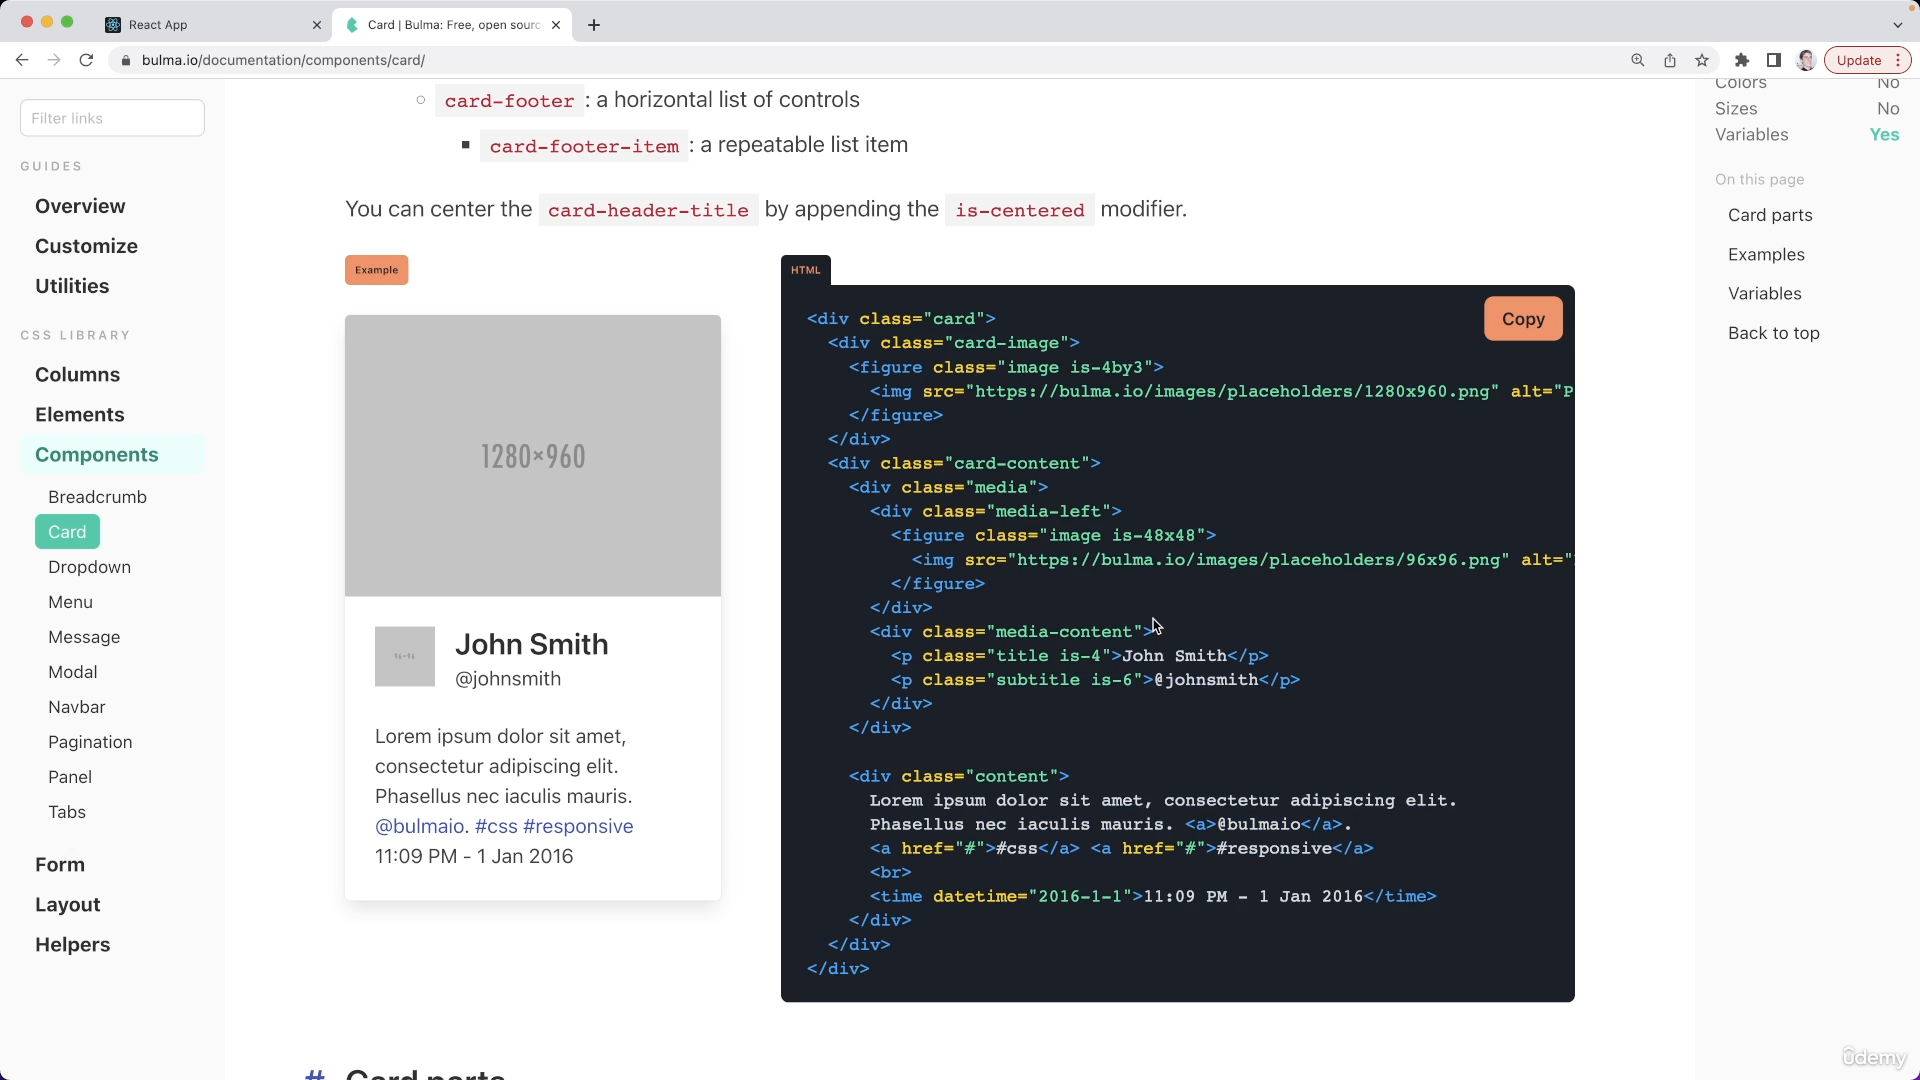 React App
Card | Bulma: Free, open sourc
bulma.io/documentation/components/card/
Update
Filter links
GUIDES
Overview
Customize
Utilities
CSS LIBRARY
Columns
Elements
Components
Breadcrumb
Card
Dropdown
Menu
Message
Modal
Navbar
Pagination
Panel
Tabs
Form
Layout
Helpers
card-footer : a horizontal list of controls
card-footer-item : a repeatable list item
You can center the card-header-title by appending the is-centered modifier.
Example
1280×960
96×96
John Smith
@johnsmith
Lorem ipsum dolor sit amet,
consectetur adipiscing elit.
Phasellus nec iaculis mauris.
@bulmaio. #css #responsive
11:09 PM - 1 Jan 2016
HTML
Copy
<div class="card">
<div class="card-image">
<figure class="image is-4by3">
<img src="https://bulma.io/images/placeholders/1280x960.png" alt="P
</figure>
</div>
<div class="card-content">
<div class="media">
<div class="media-left">
<figure class="image is-48x48">
<img src="https://bulma.io/images/placeholders/96x96.png" alt="
</figure>
</div>
<div class="media-content">
<p class="title is-4">John Smith</p>
<p class="subtitle is-6">@johnsmith</p>
</div>
</div>
<div class="content">
Lorem ipsum dolor sit amet, consectetur adipiscing elit.
Phasellus nec iaculis mauris. <a>@bulmaio</a>.
<a href="#">#css</a> <a href="#">#responsive</a>
<br>
<time datetime="2016-1-1">11:09 PM - 1 Jan 2016</time>
</div>
</div>
</div>
# Card parts
Colors No
Sizes No
Variables Yes
On this page
Card parts
Examples
Variables
Back to top
ûdemy